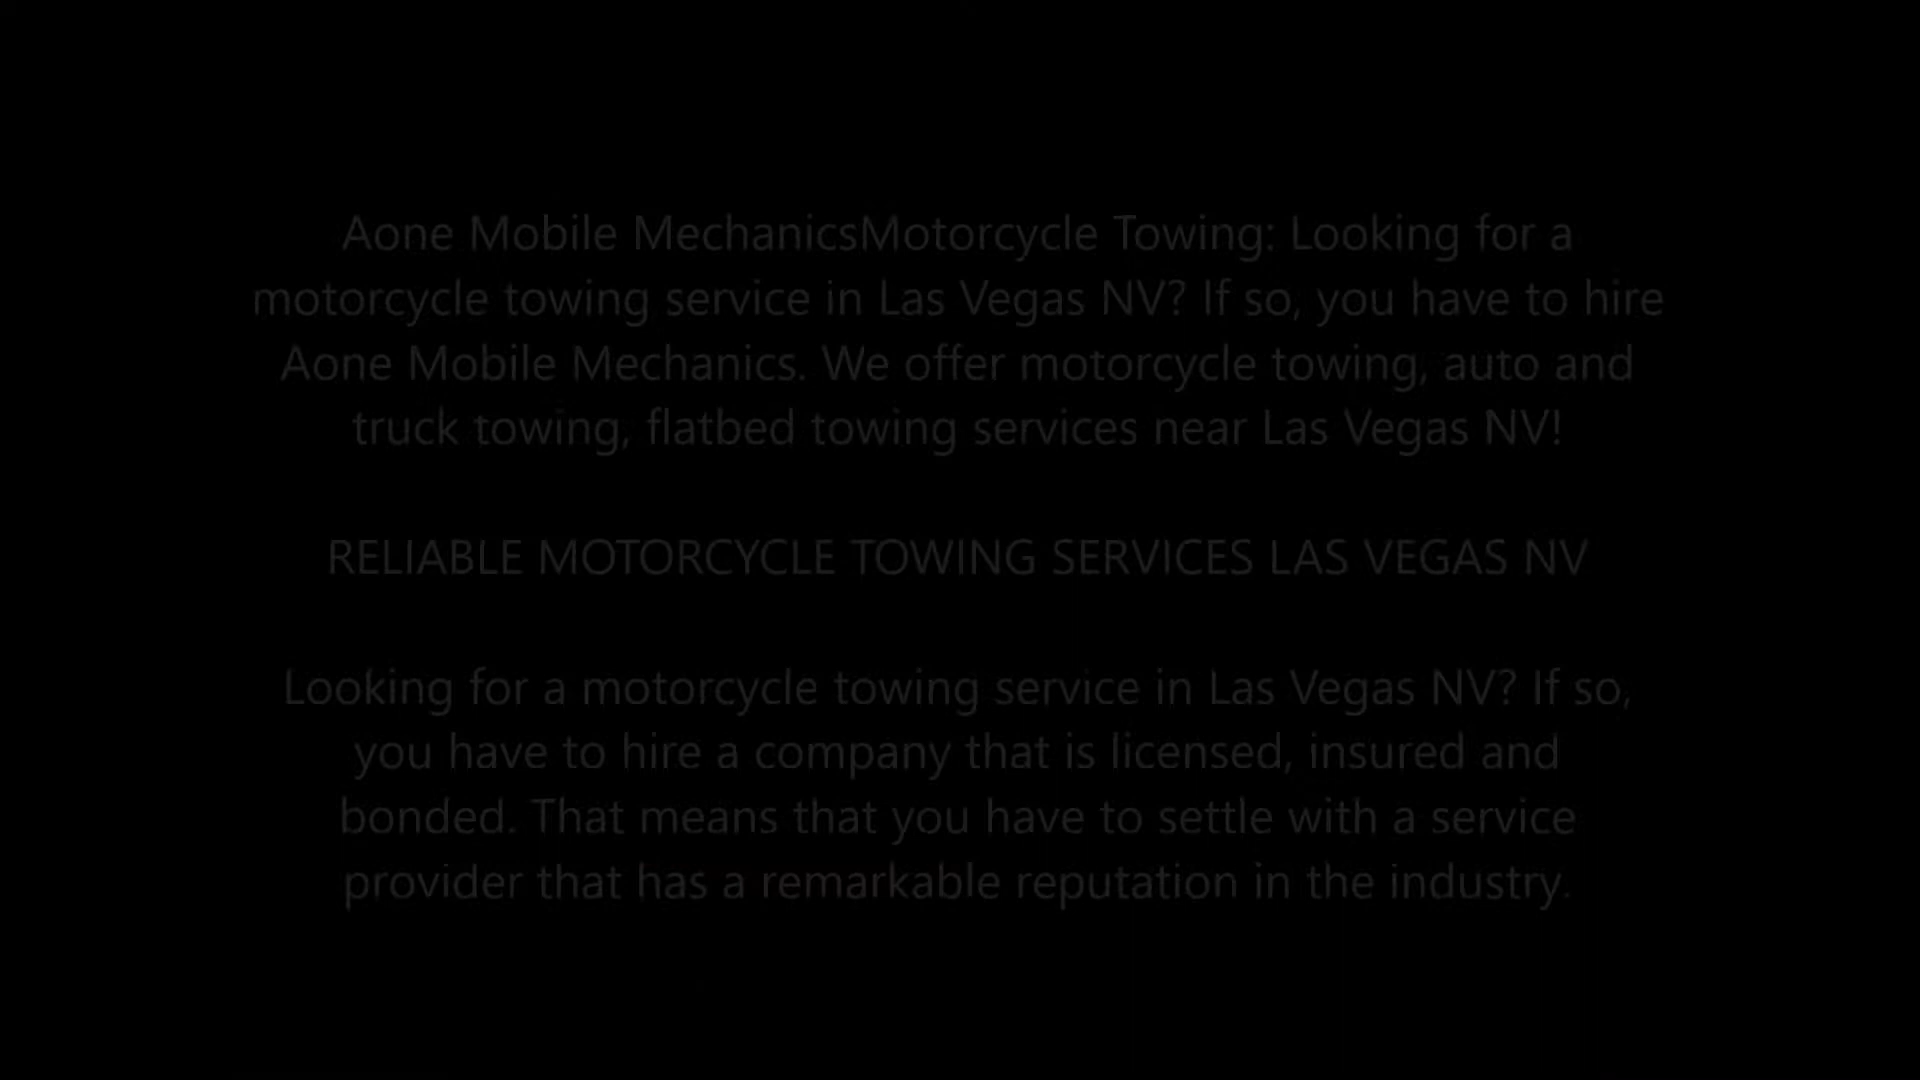 Aone Mobile MechanicsMotorcycle Towing: Looking for a
motorcycle towing service in Las Vegas NV? If so, you have to hire
Aone Mobile Mechanics. We offer motorcycle towing, auto and
truck towing, flatbed towing services near Las Vegas NV!
RELIABLE MOTORCYCLE TOWING SERVICES LAS VEGAS NV
Looking for a motorcycle towing service in Las Vegas NV? If so,
you have to hire a company that is licensed, insured and
bonded. That means that you have to settle with a service
provider that has a remarkable reputation in the industry.